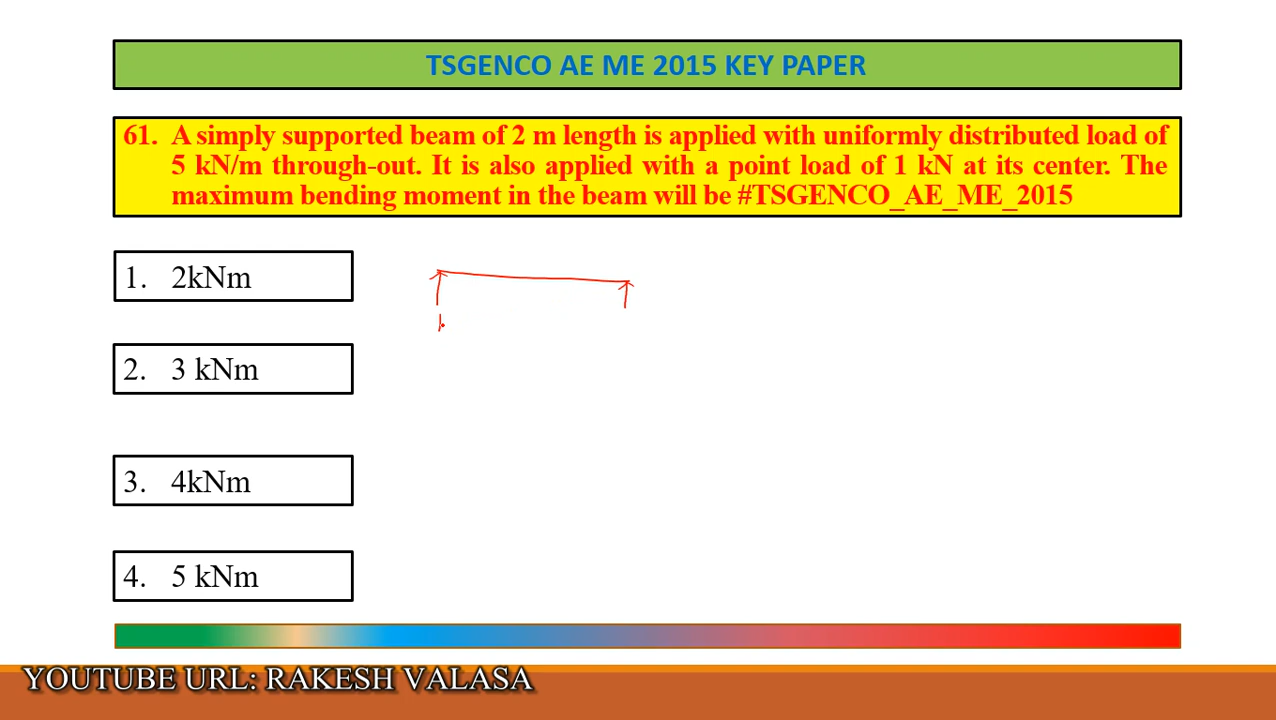 TSGENCO AE ME 2015 KEY PAPER
61. A simply supported beam of 2 m length is applied with uniformly distributed load of
5 kN/m through-out. It is also applied with a point load of 1 kN at its center. The
maximum bending moment in the beam will be #TSGENCO_AE_ME_2015
1. 2kNm
2. 3 kNm
3. 4kNm
4. 5 kNm
YOUTUBE URL: RAKESH VALASA